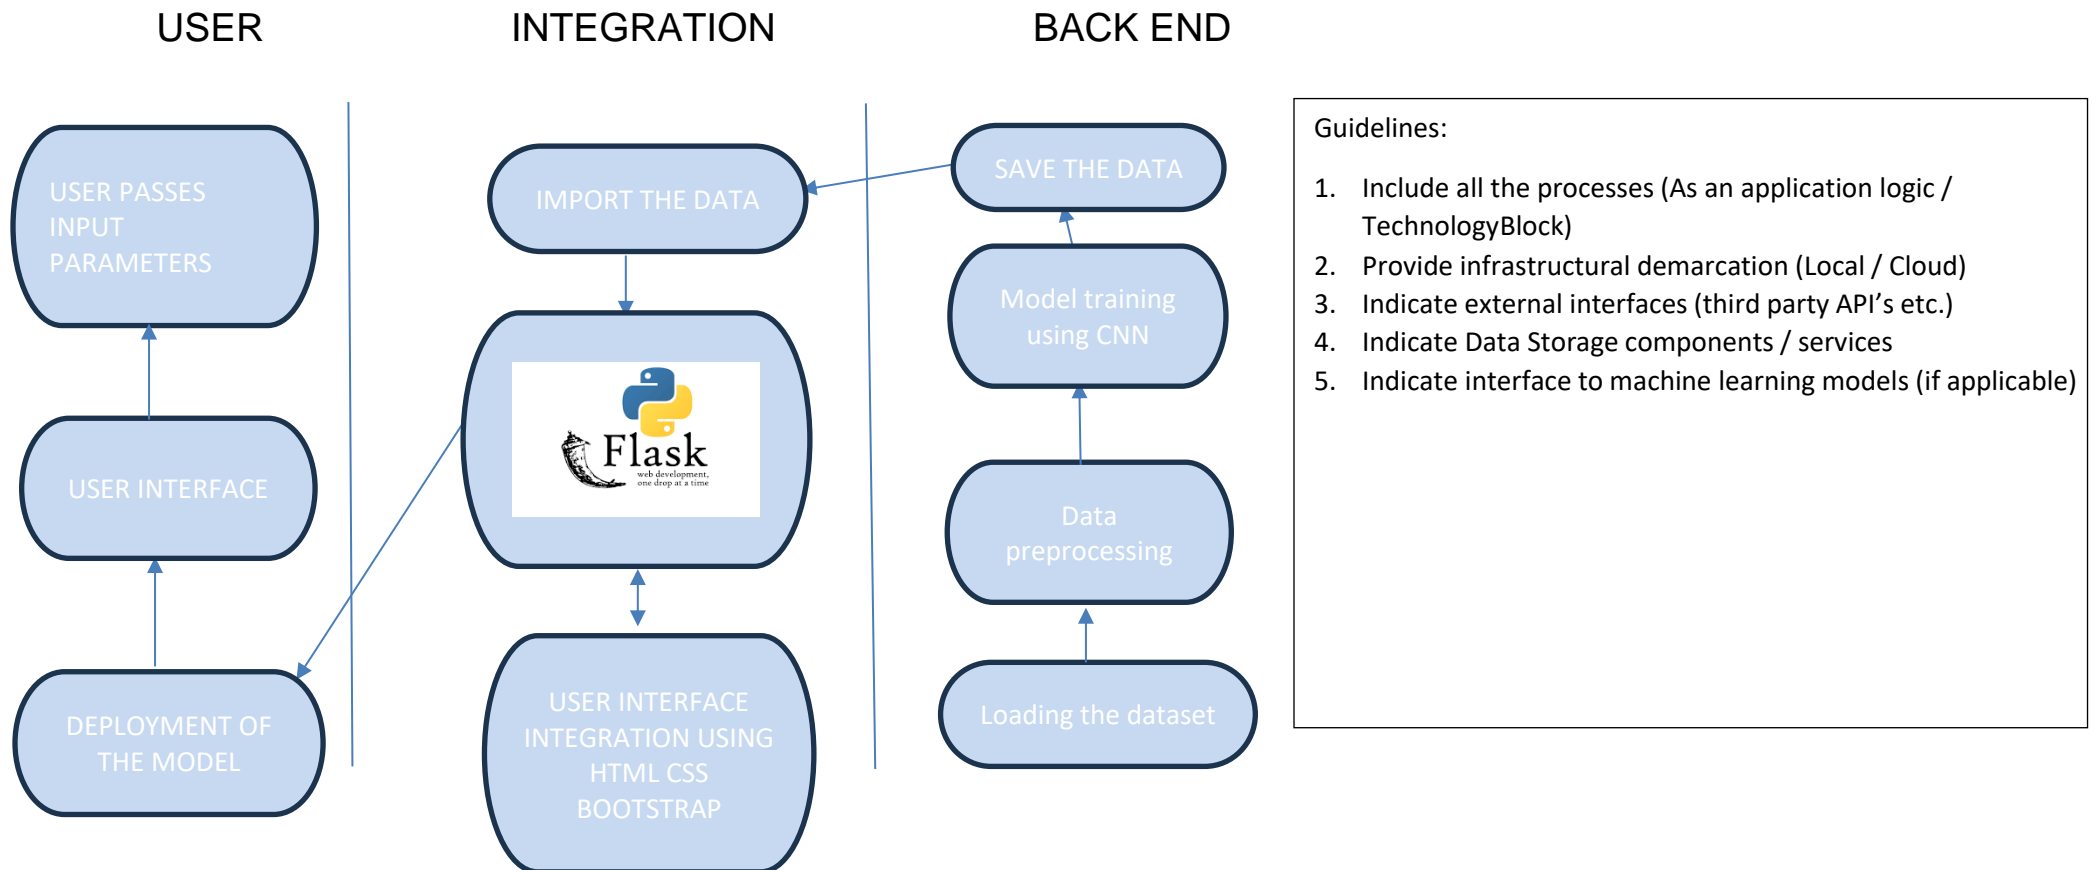 USER
INTEGRATION
BACK END
USER PASSES
INPUT
PARAMETERS
USER INTERFACE
DEPLOYMENT OF
THE MODEL
IMPORT THE DATA
Flask
web development,
one drop at a time
USER INTERFACE
INTEGRATION USING
HTML CSS
BOOTSTRAP
SAVE THE DATA
Model training
using CNN
Data
preprocessing
Loading the dataset
Guidelines:
1. Include all the processes (As an application logic /
TechnologyBlock)
2. Provide infrastructural demarcation (Local / Cloud)
3. Indicate external interfaces (third party API’s etc.)
4. Indicate Data Storage components / services
5. Indicate interface to machine learning models (if applicable)